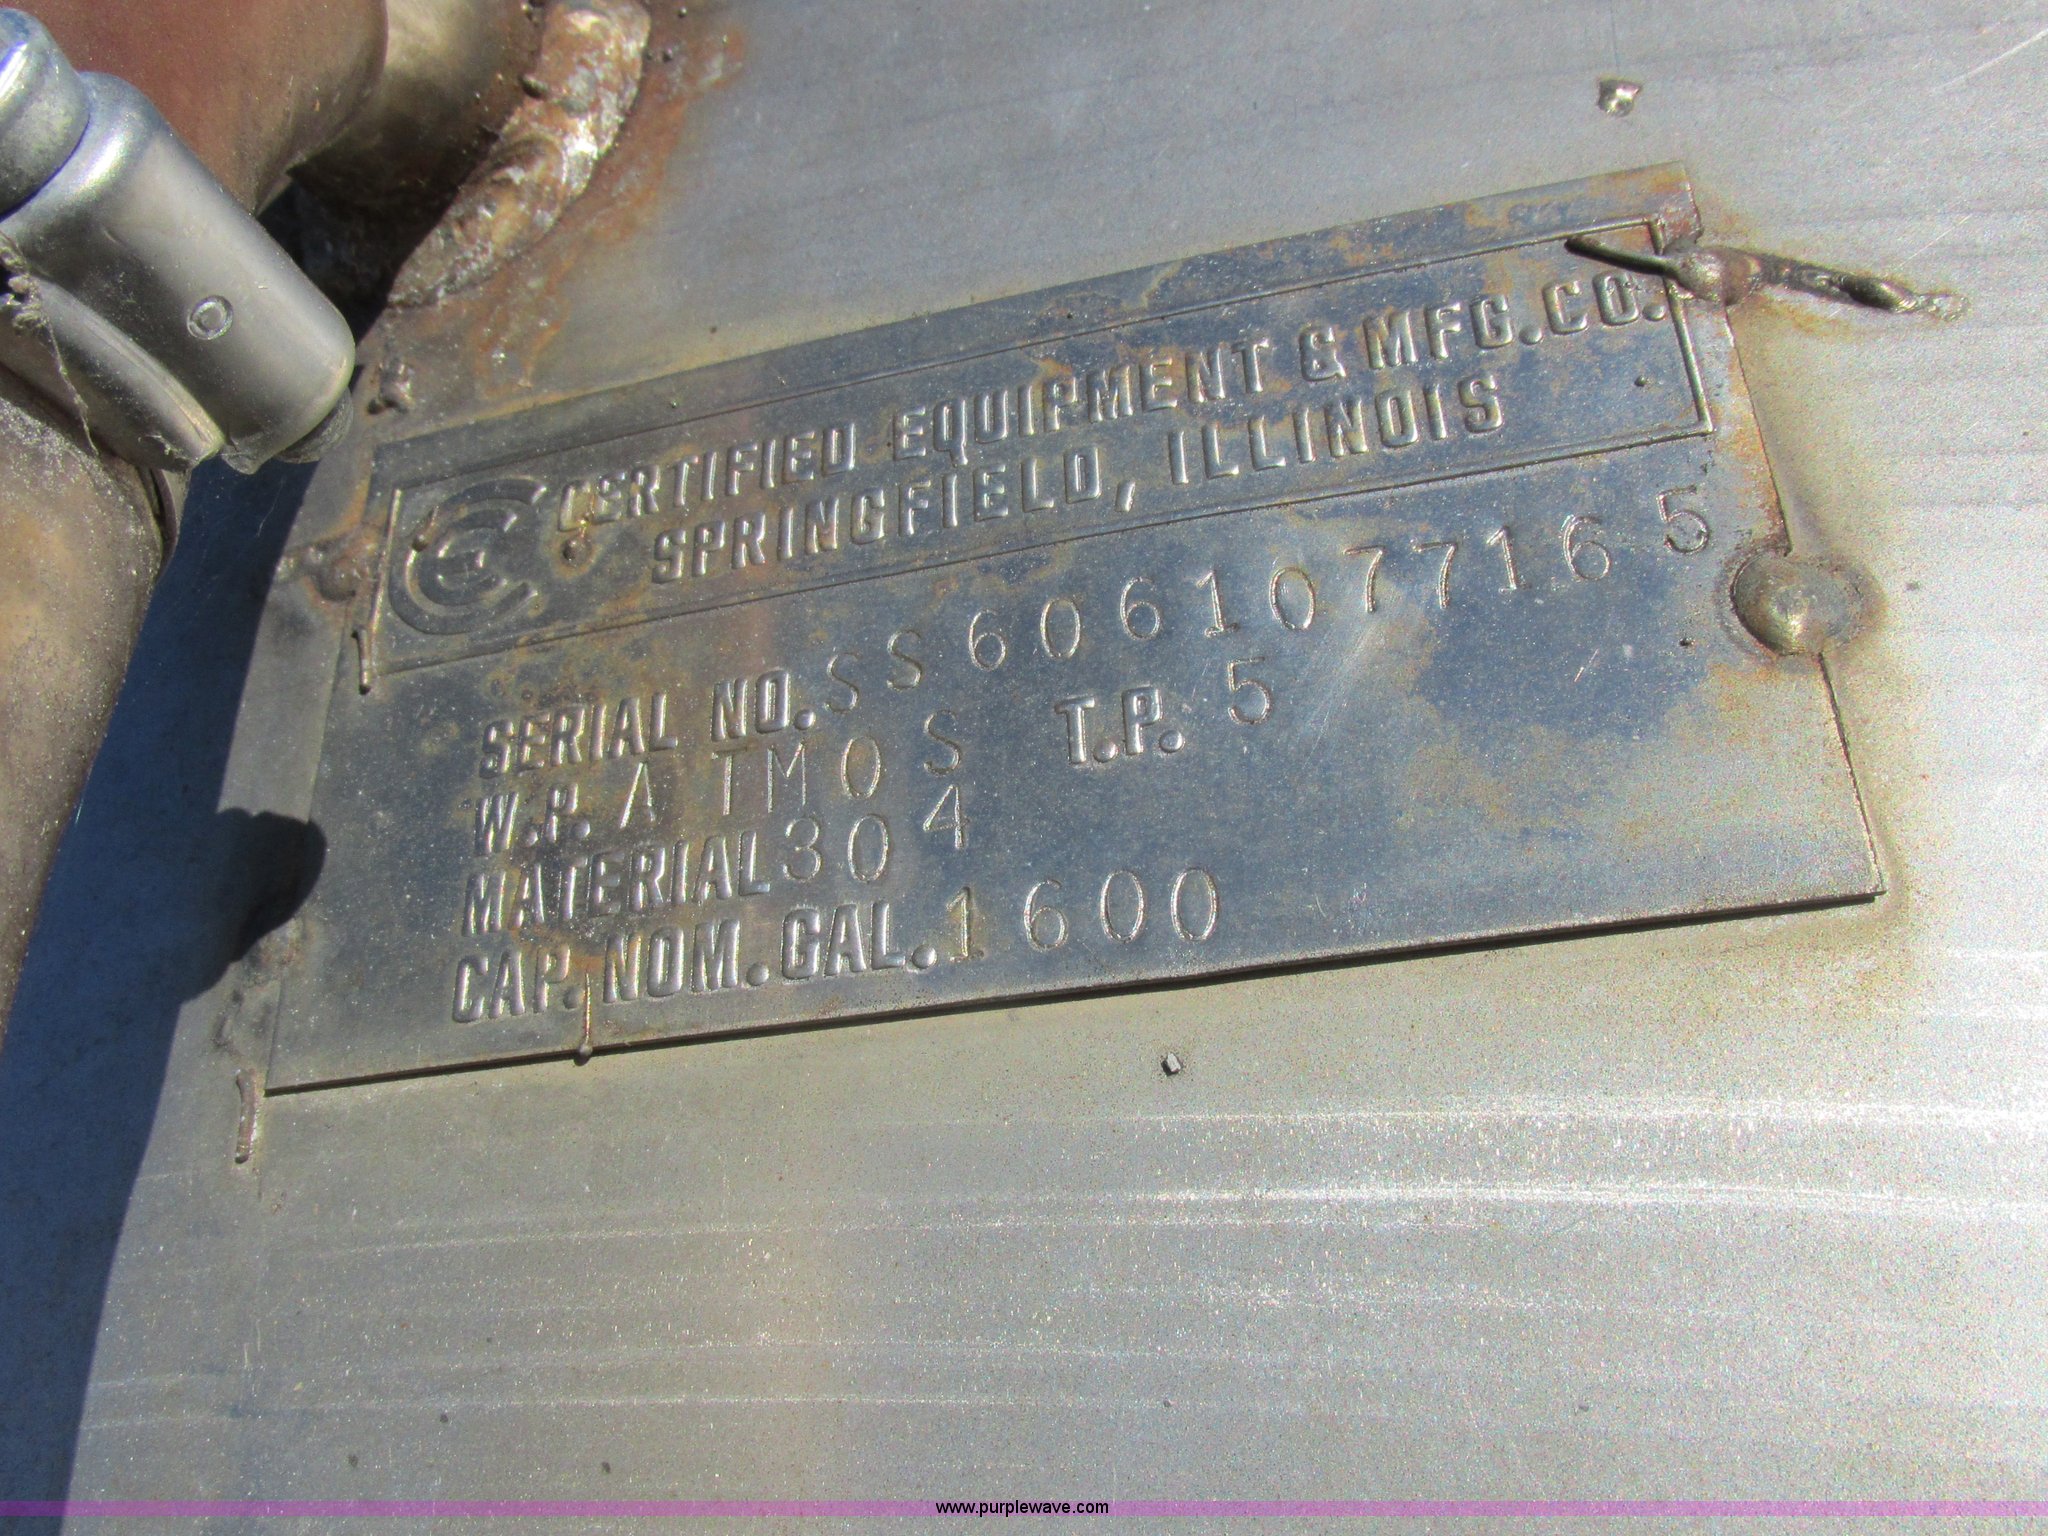 CEC CERTIFIED EQUIPMENT & MFG.CO.
SPRINGFIELD, ILLINOIS
SERIAL NO. SS6061077165
W.P. ATMOS T.P. 5
MATERIAL 304
CAP. NOM. GAL. 1600
www.purplewave.com